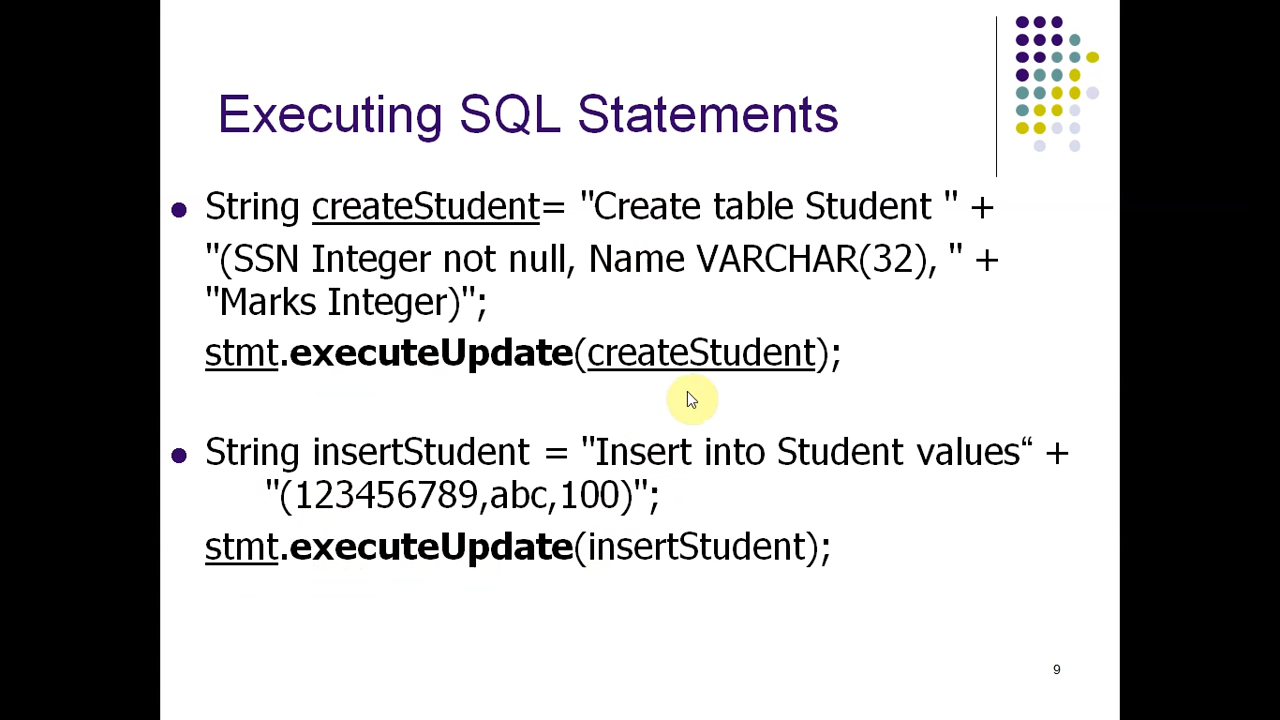 Executing SQL Statements
String createStudent= "Create table Student " +
"(SSN Integer not null, Name VARCHAR(32), " +
"Marks Integer)";
stmt.executeUpdate(createStudent);
String insertStudent = "Insert into Student values“ +
"(123456789,abc,100)";
stmt.executeUpdate(insertStudent);
9